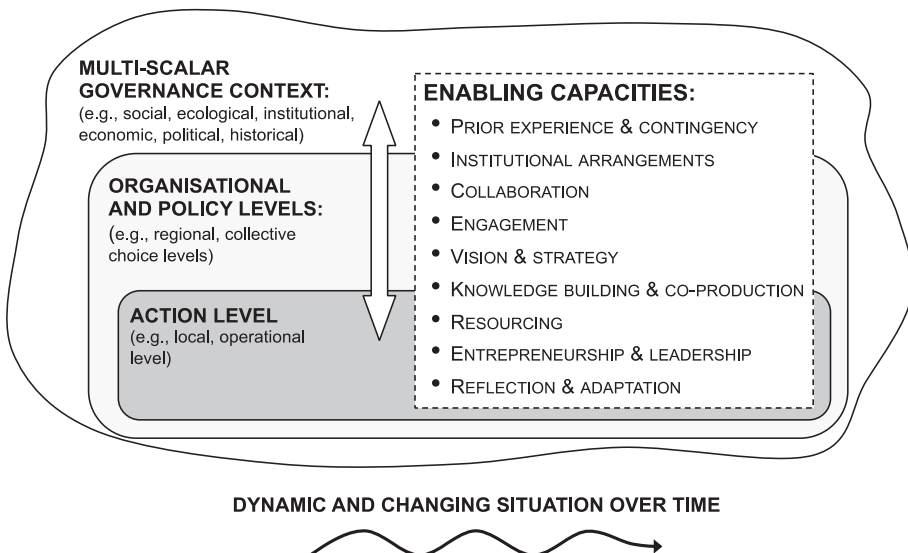 MULTI-SCALAR
GOVERNANCE CONTEXT:
(e.g., social, ecological, institutional,
economic, political, historical)
ORGANISATIONAL
AND POLICY LEVELS:
(e.g., regional, collective
choice levels)
ACTION LEVEL
(e.g., local, operational
level)
ENABLING CAPACITIES:
• PRIOR EXPERIENCE & CONTINGENCY
• INSTITUTIONAL ARRANGEMENTS
• COLLABORATION
• ENGAGEMENT
• VISION & STRATEGY
• KNOWLEDGE BUILDING & CO-PRODUCTION
• RESOURCING
• ENTREPRENEURSHIP & LEADERSHIP
• REFLECTION & ADAPTATION
DYNAMIC AND CHANGING SITUATION OVER TIME